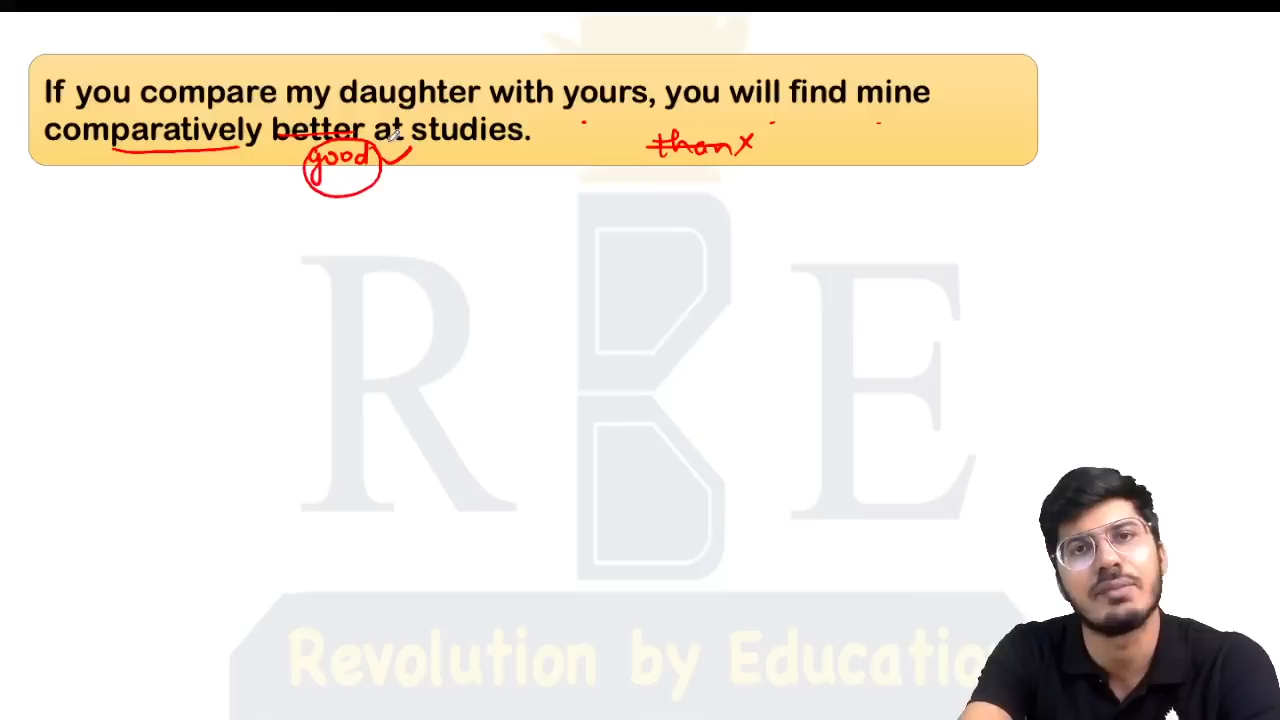 If you compare my daughter with yours, you will find mine
comparatively better at studies.
than x
good
RBE
Revolution by Educatio